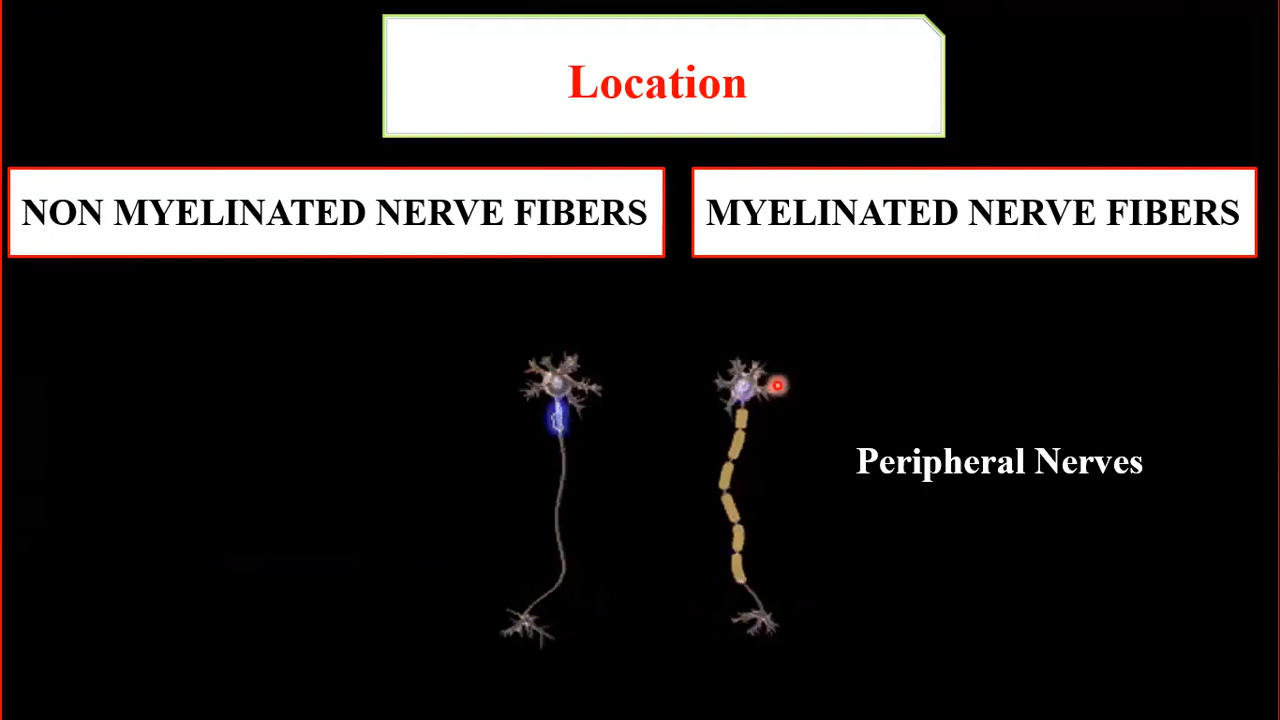 Location
NON MYELINATED NERVE FIBERS
MYELINATED NERVE FIBERS
Peripheral Nerves